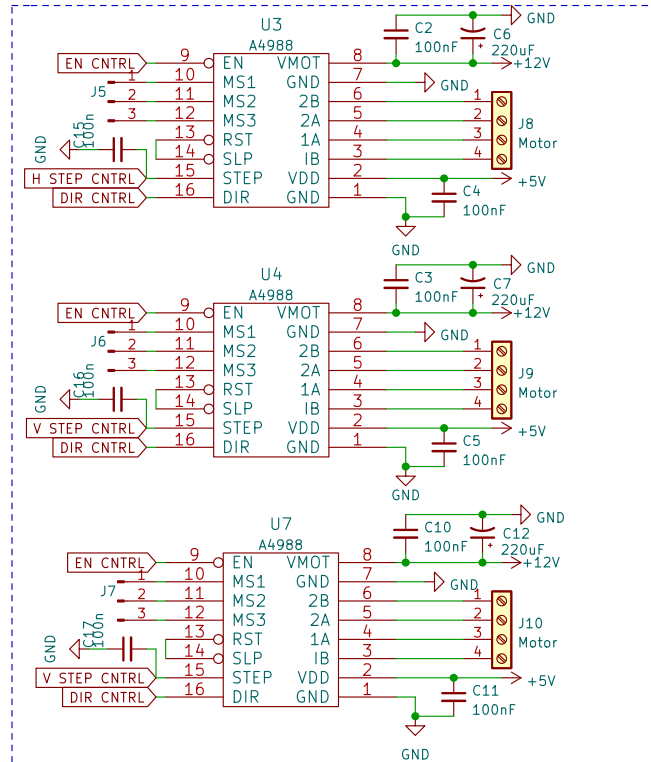 U3
A4988
EN CNTRL
9 EN VMOT 8
1 10 MS1 GND 7
J5
2 11 MS2 2B 6
3 12 MS3 2A 5
13 RST 1A 4
14 SLP IB 3
15 STEP VDD 2
16 DIR GND 1
C15
100n
GND
H STEP CNTRL
DIR CNTRL
C2
100nF
C6
220uF
+
GND
+12V
GND
1
2
3
4
J8
Motor
+5V
C4
100nF
GND
U4
A4988
EN CNTRL
9 EN VMOT 8
1 10 MS1 GND 7
J6
2 11 MS2 2B 6
3 12 MS3 2A 5
13 RST 1A 4
14 SLP IB 3
15 STEP VDD 2
16 DIR GND 1
C16
100n
GND
V STEP CNTRL
DIR CNTRL
C3
100nF
C7
220uF
+
GND
+12V
GND
1
2
3
4
J9
Motor
+5V
C5
100nF
GND
U7
A4988
EN CNTRL
9 EN VMOT 8
1 10 MS1 GND 7
J7
2 11 MS2 2B 6
3 12 MS3 2A 5
13 RST 1A 4
14 SLP IB 3
15 STEP VDD 2
16 DIR GND 1
C17
100n
GND
V STEP CNTRL
DIR CNTRL
C10
100nF
C12
220uF
+
GND
+12V
GND
1
2
3
4
J10
Motor
+5V
C11
100nF
GND